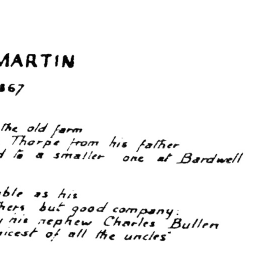 MARTIN
867
the old farm
Thorpe from his father
d to a smaller one at Bardwell
ble as his
hers but good company.
his nephew Charles Bullen
nicest of all the uncles"